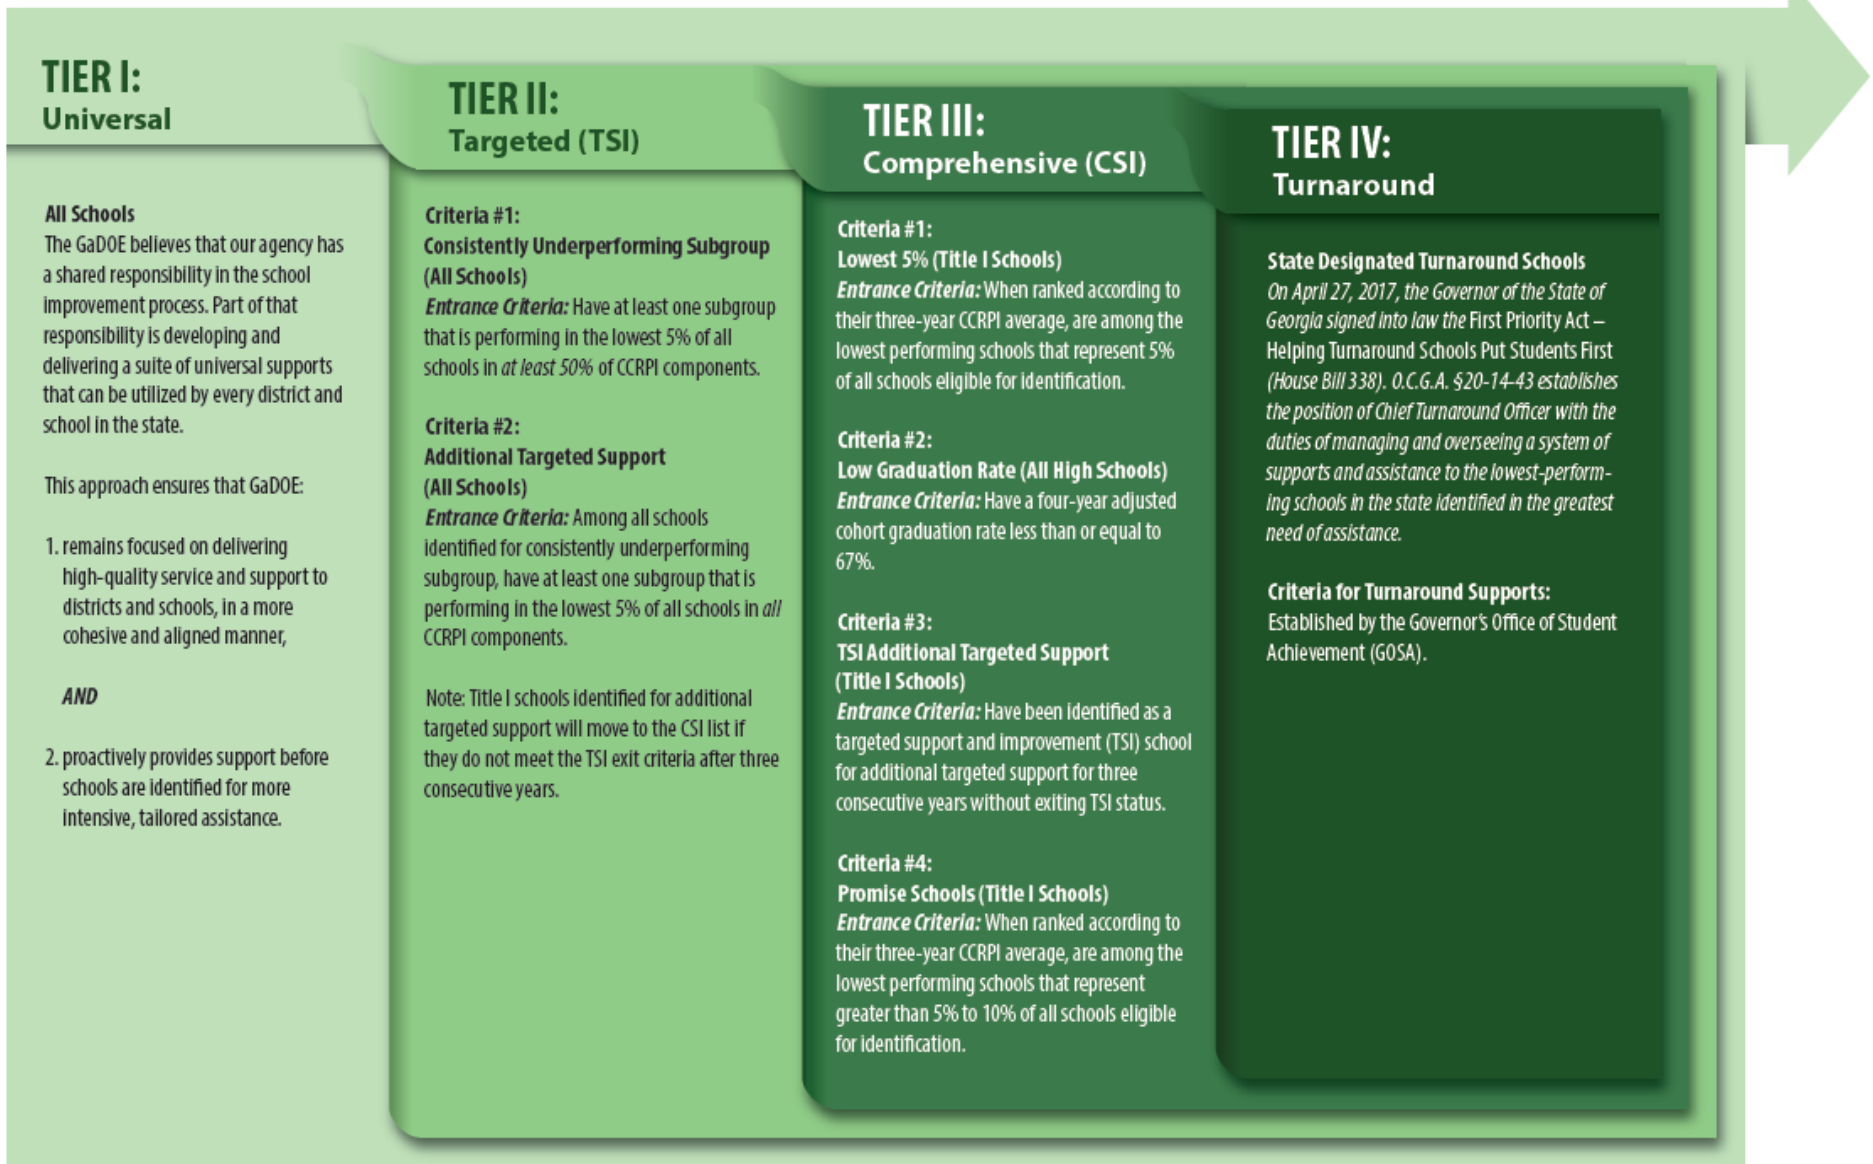 TIER I:
Universal
All Schools
The GaDOE believes that our agency has
a shared responsibility in the school
improvement process. Part of that
responsibility is developing and
delivering a suite of universal supports
that can be utilized by every district and
school in the state.
This approach ensures that GaDOE:
1. remains focused on delivering
high-quality service and support to
districts and schools, in a more
cohesive and aligned manner,
AND
2. proactively provides support before
schools are identified for more
intensive, tailored assistance.
TIER II:
Targeted (TSI)
Criteria #1:
Consistently Underperforming Subgroup
(All Schools)
Entrance Criteria: Have at least one subgroup
that is performing in the lowest 5% of all
schools in at least 50% of CCRPI components.
Criteria #2:
Additional Targeted Support
(All Schools)
Entrance Criteria: Among all schools
identified for consistently underperforming
subgroup, have at least one subgroup that is
performing in the lowest 5% of all schools in all
CCRPI components.
Note: Title I schools identified for additional
targeted support will move to the CSI list if
they do not meet the TSI exit criteria after three
consecutive years.
TIER III:
Comprehensive (CSI)
Criteria #1:
Lowest 5% (Title I Schools)
Entrance Criteria: When ranked according to
their three-year CCRPI average, are among the
lowest performing schools that represent 5%
of all schools eligible for identification.
Criteria #2:
Low Graduation Rate (All High Schools)
Entrance Criteria: Have a four-year adjusted
cohort graduation rate less than or equal to
67%.
Criteria #3:
TSI Additional Targeted Support
(Title I Schools)
Entrance Criteria: Have been identified as a
targeted support and improvement (TSI) school
for additional targeted support for three
consecutive years without exiting TSI status.
Criteria #4:
Promise Schools (Title I Schools)
Entrance Criteria: When ranked according to
their three-year CCRPI average, are among the
lowest performing schools that represent
greater than 5% to 10% of all schools eligible
for identification.
TIER IV:
Turnaround
State Designated Turnaround Schools
On April 27, 2017, the Governor of the State of
Georgia signed into law the First Priority Act –
Helping Turnaround Schools Put Students First
(House Bill 338). O.C.G.A. §20-14-43 establishes
the position of Chief Turnaround Officer with the
duties of managing and overseeing a system of
supports and assistance to the lowest-perform-
ing schools in the state identified in the greatest
need of assistance.
Criteria for Turnaround Supports:
Established by the Governor's Office of Student
Achievement (GOSA).